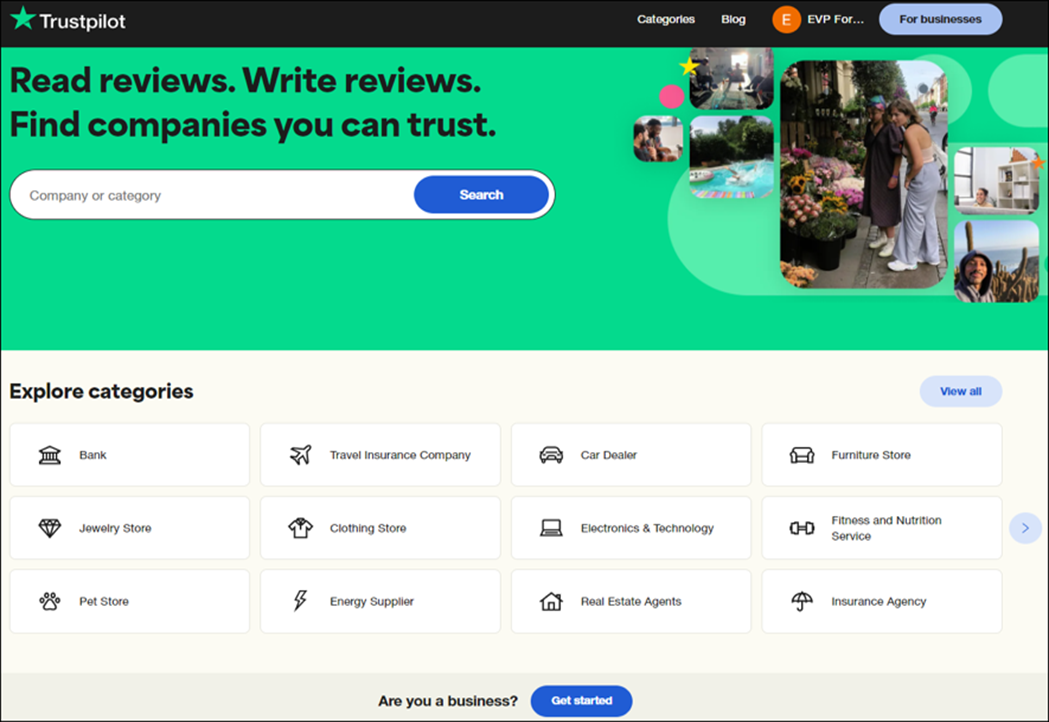 Trustpilot
Categories
Blog
E
EVP For...
For businesses
Read reviews. Write reviews.
Find companies you can trust.
Company or category
Search
Explore categories
View all
Bank
Travel Insurance Company
Car Dealer
Furniture Store
Jewelry Store
Clothing Store
Electronics & Technology
Fitness and Nutrition
Service
Pet Store
Energy Supplier
Real Estate Agents
Insurance Agency
Are you a business?
Get started